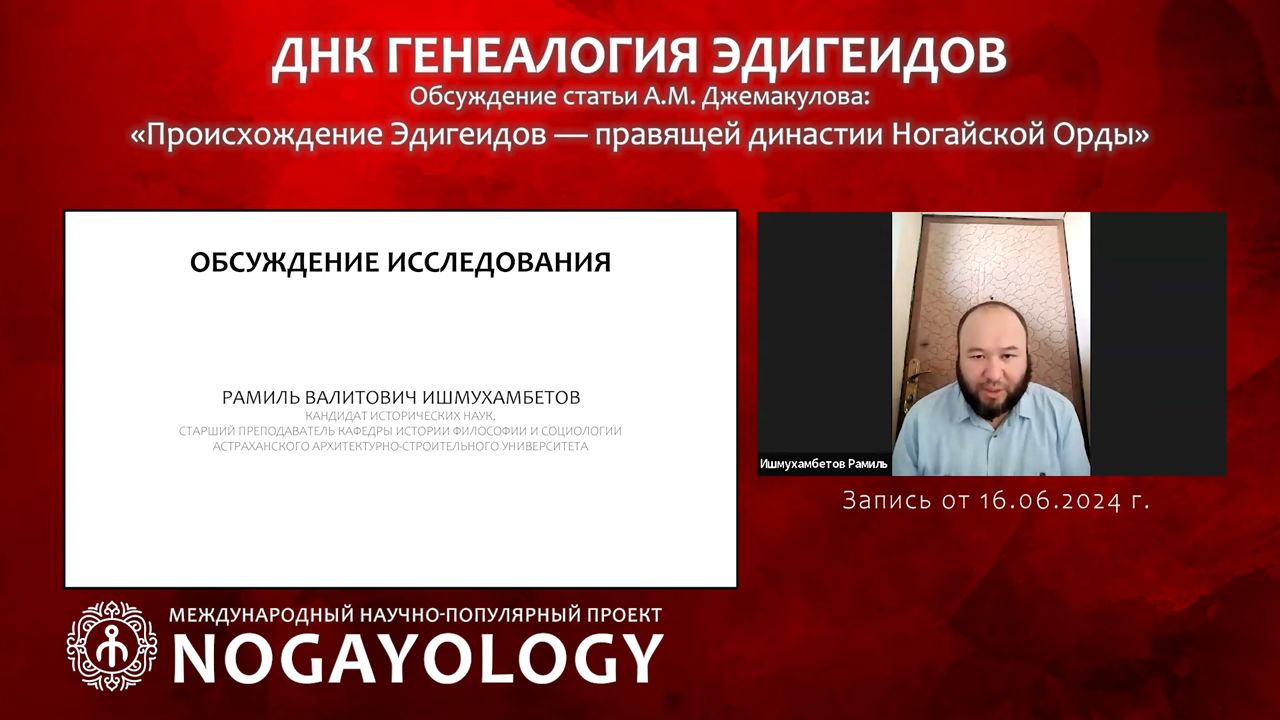 ДНК ГЕНЕАЛОГИЯ ЭДИГЕИДОВ
Обсуждение статьи А.М. Джемакулова:
«Происхождение Эдигеидов — правящей династии Ногайской Орды»
ОБСУЖДЕНИЕ ИССЛЕДОВАНИЯ
РАМИЛЬ ВАЛИТОВИЧ ИШМУХАМБЕТОВ
КАНДИДАТ ИСТОРИЧЕСКИХ НАУК,
СТАРШИЙ ПРЕПОДАВАТЕЛЬ КАФЕДРЫ ИСТОРИИ ФИЛОСОФИИ И СОЦИОЛОГИИ
АСТРАХАНСКОГО АРХИТЕКТУРНО-СТРОИТЕЛЬНОГО УНИВЕРСИТЕТА
Ишмухамбетов Рамиль
Запись от 16.06.2024 г.
МЕЖДУНАРОДНЫЙ НАУЧНО-ПОПУЛЯРНЫЙ ПРОЕКТ
NOGAYOLOGY